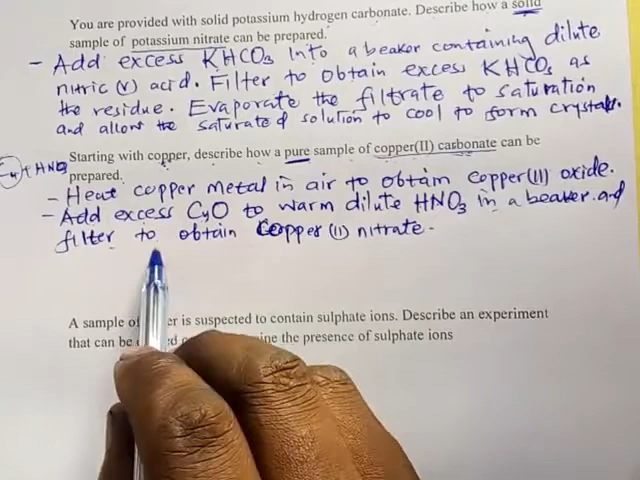 You are provided with solid potassium hydrogen carbonate. Describe how a solid
sample of potassium nitrate can be prepared.
- Add excess KHCO3 into a beaker containing dilute
nitric (V) acid. Filter to obtain excess KHCO3 as
the residue. Evaporate the filtrate to saturation
and allow the saturated solution to cool to form crystals.
Cu + HNO3
Starting with copper, describe how a pure sample of copper(II) carbonate can be
prepared.
- Heat copper metal in air to obtain copper(II) oxide.
- Add excess CuO to warm dilute HNO3 in a beaker and
filter to obtain Copper (II) nitrate.
A sample of er is suspected to contain sulphate ions. Describe an experiment
that can be the presence of sulphate ions